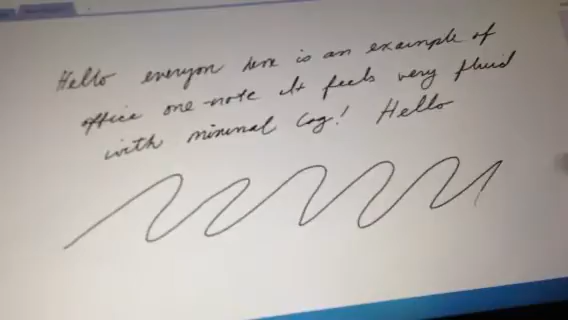 Hello everyon here is an example of
office one-note It feels very fluid
with minimal lag! Hello